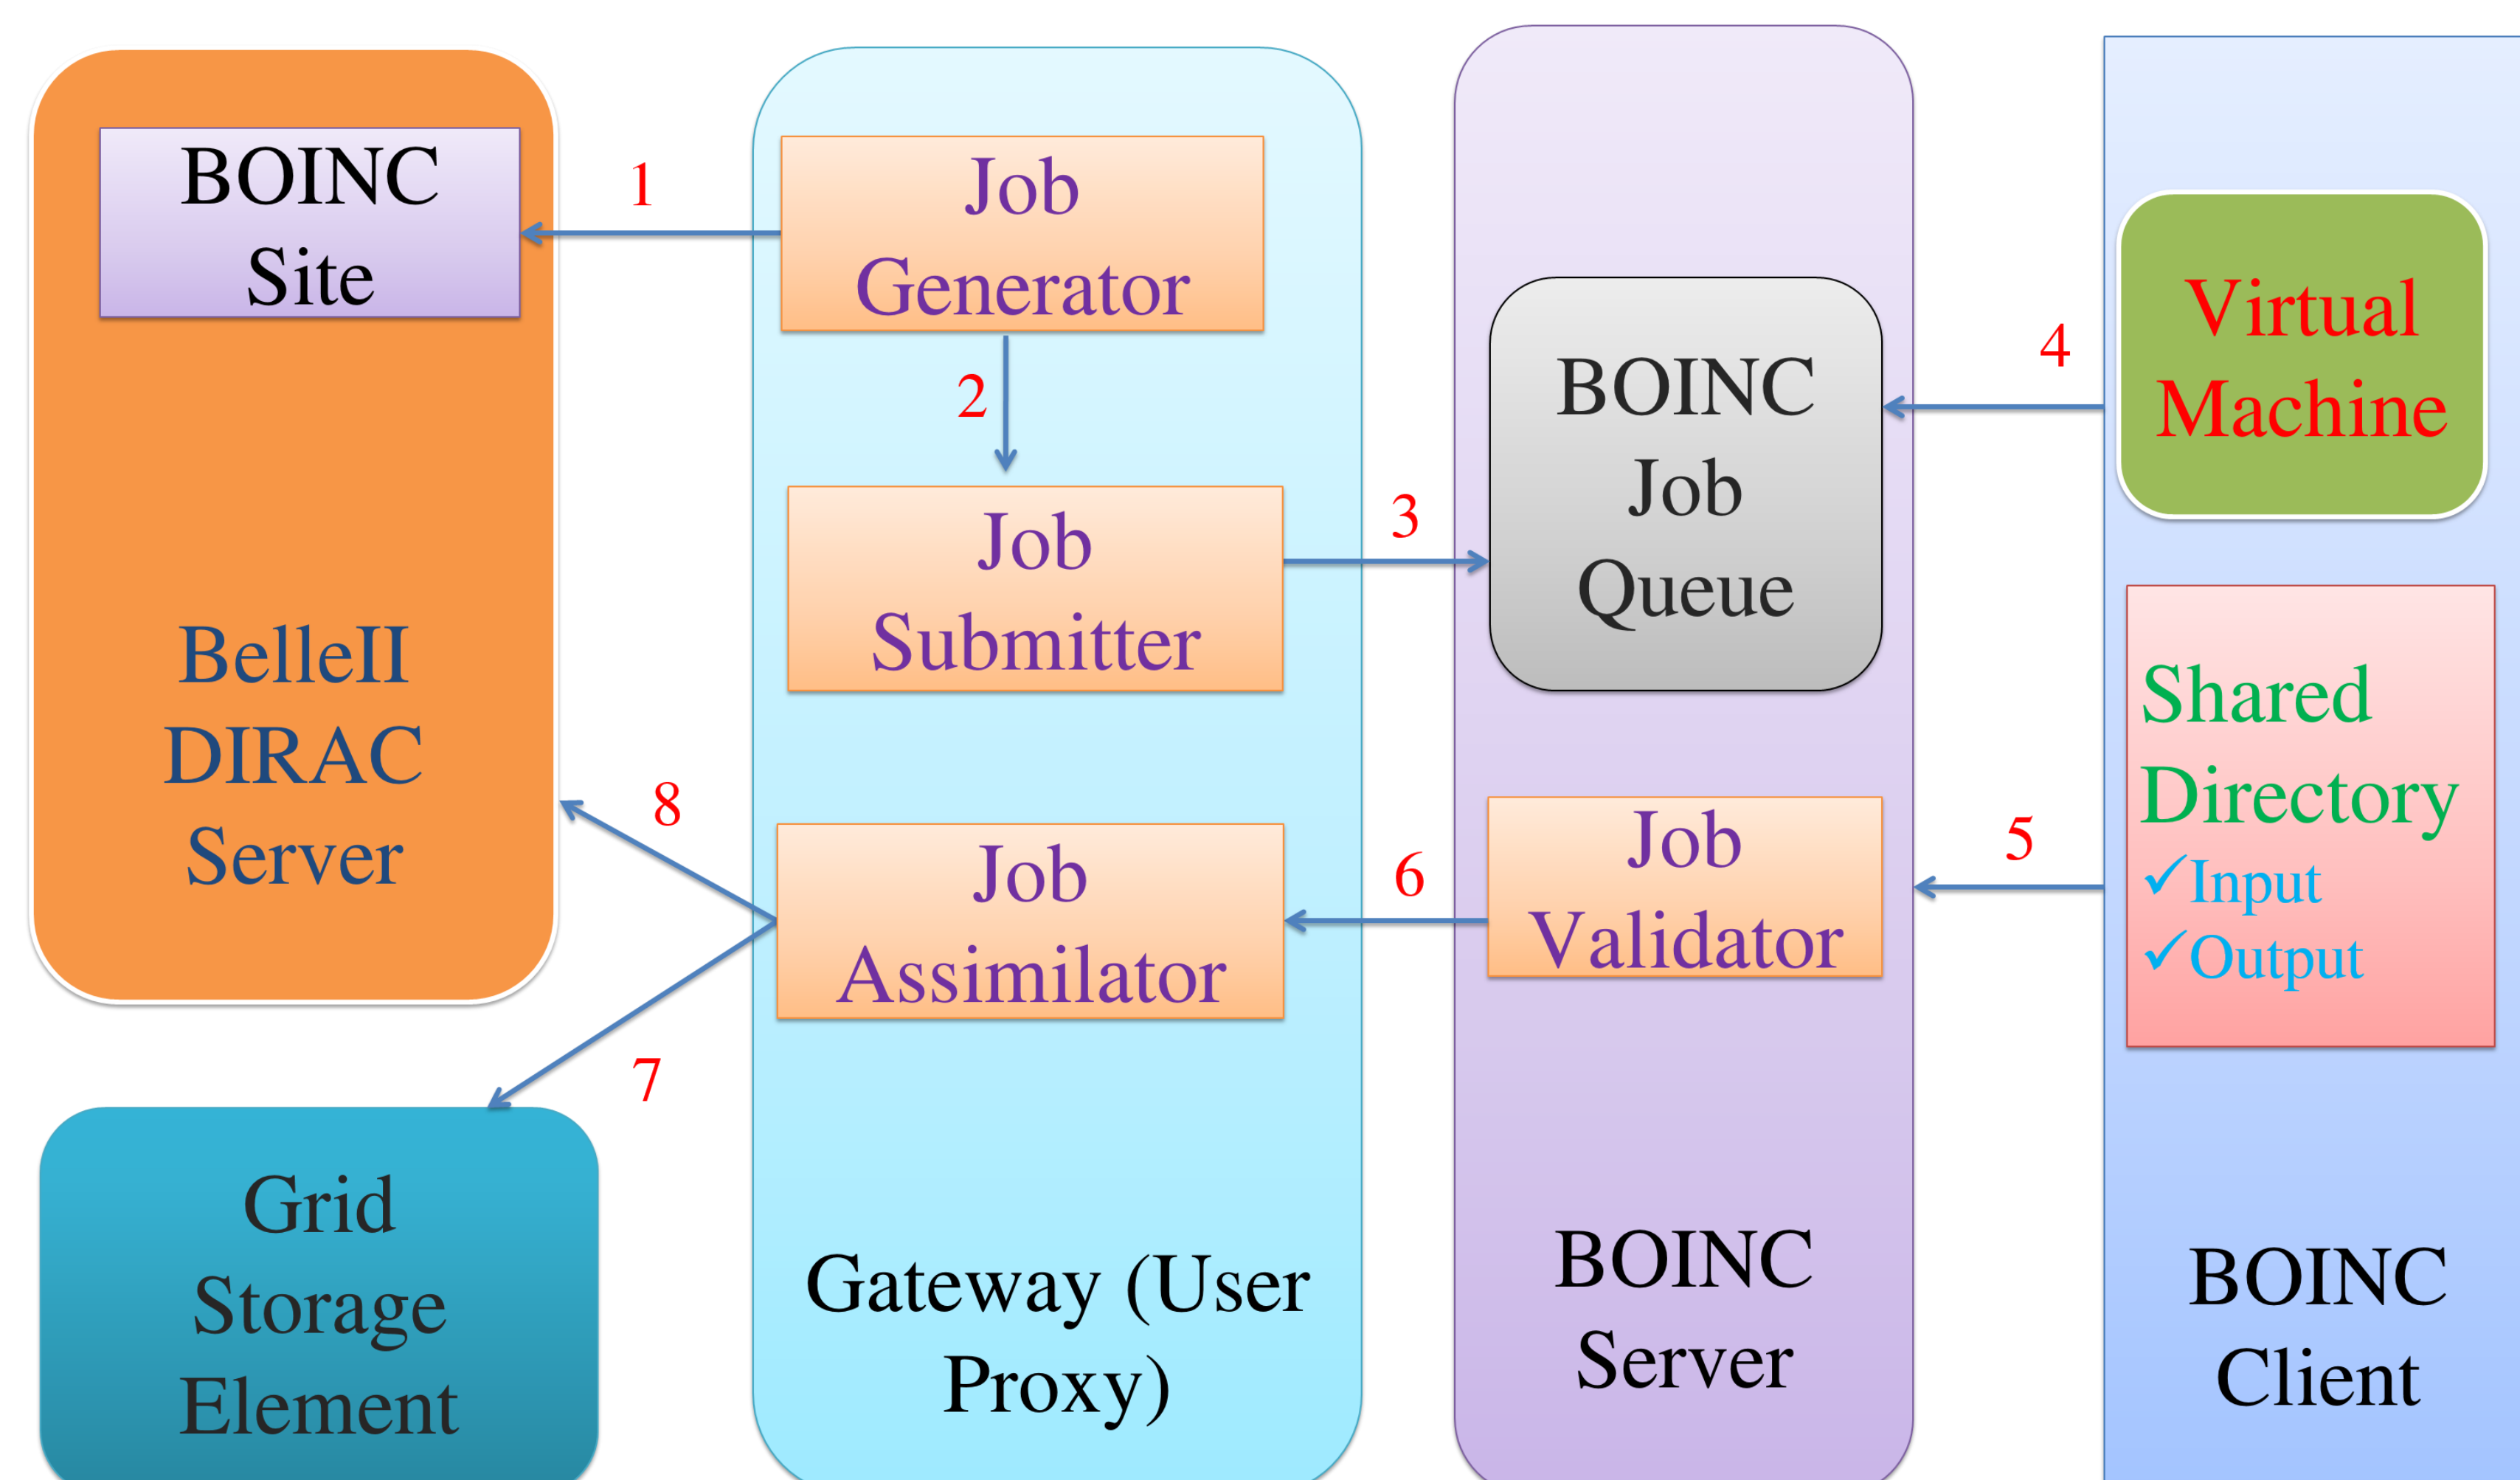 BOINC
Site
BelleII
DIRAC
Server
Grid
Storage
Element
1
8
7
Job
Generator
2
Job
Submitter
Job
Assimilator
Gateway (User
Proxy)
3
6
BOINC
Job
Queue
Job
Validator
BOINC
Server
4
5
Virtual
Machine
Shared
Directory
✓Input
✓Output
BOINC
Client